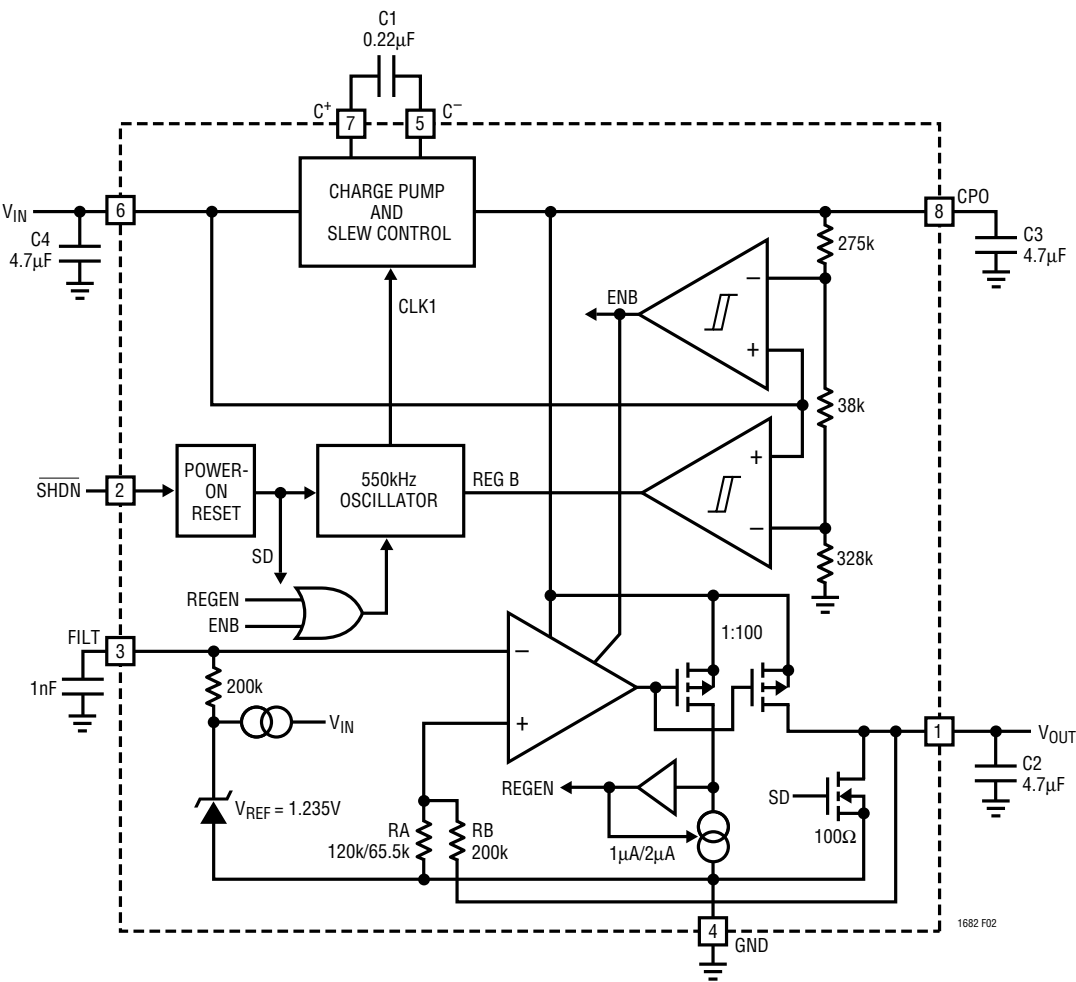 C1
0.22μF
C+
7
5
C−
VIN
6
C4
4.7μF
CHARGE PUMP
AND
SLEW CONTROL
8
CPO
C3
4.7μF
275k
−
+
ENB
CLK1
38k
SHDN
2
POWER-
ON
RESET
550kHz
OSCILLATOR
REG B
+
−
328k
SD
REGEN
ENB
FILT
3
1nF
200k
VIN
VREF = 1.235V
−
+
1:100
1
VOUT
C2
4.7μF
REGEN
SD
100Ω
RA
120k/65.5k
RB
200k
1μA/2μA
4
GND
1682 F02